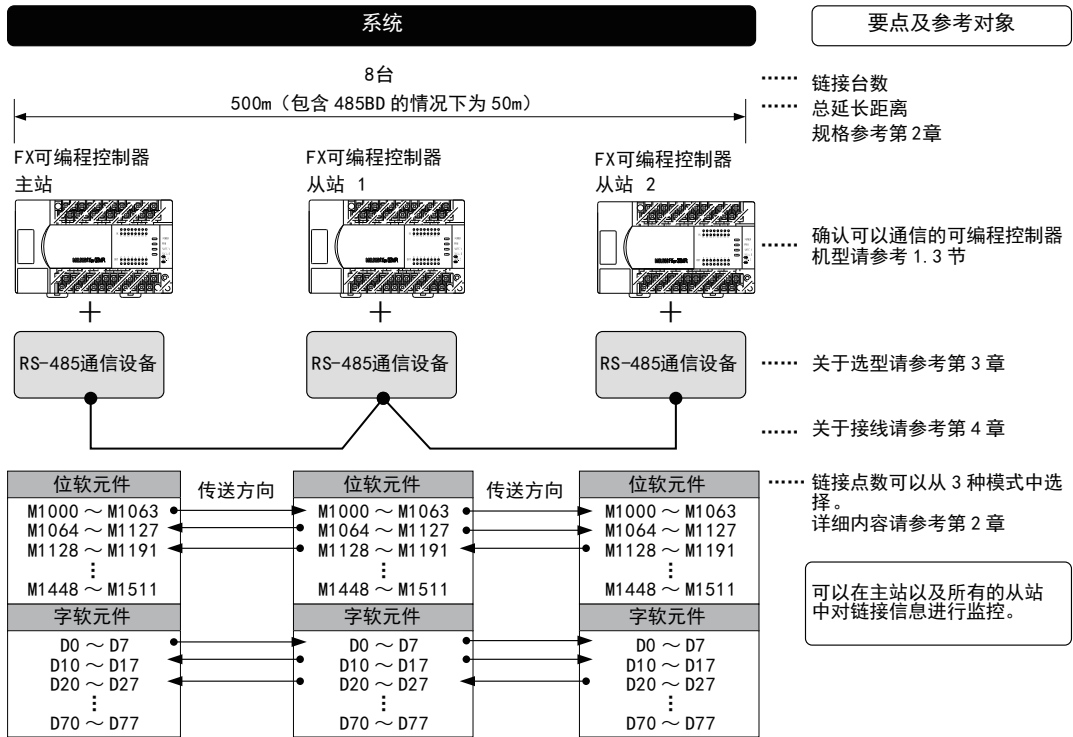 系统
要点及参考对象
8台
500m（包含 485BD 的情况下为 50m）
链接台数
总延长距离
规格参考第2章
FX可编程控制器
主站
FX可编程控制器
从站 1
FX可编程控制器
从站 2
确认可以通信的可编程控制器
机型请参考 1.3 节
+
+
+
RS-485通信设备
RS-485通信设备
RS-485通信设备
关于选型请参考第 3 章
关于接线请参考第 4 章
位软元件
传送方向
位软元件
传送方向
位软元件
链接点数可以从 3 种模式中选
择。
详细内容请参考第 2 章
M1000 ～ M1063
M1064 ～ M1127
M1128 ～ M1191
M1448 ～ M1511
M1000 ～ M1063
M1064 ～ M1127
M1128 ～ M1191
M1448 ～ M1511
M1000 ～ M1063
M1064 ～ M1127
M1128 ～ M1191
M1448 ～ M1511
可以在主站以及所有的从站
中对链接信息进行监控。
字软元件
字软元件
字软元件
D0 ～ D7
D10 ～ D17
D20 ～ D27
D70 ～ D77
D0 ～ D7
D10 ～ D17
D20 ～ D27
D70 ～ D77
D0 ～ D7
D10 ～ D17
D20 ～ D27
D70 ～ D77